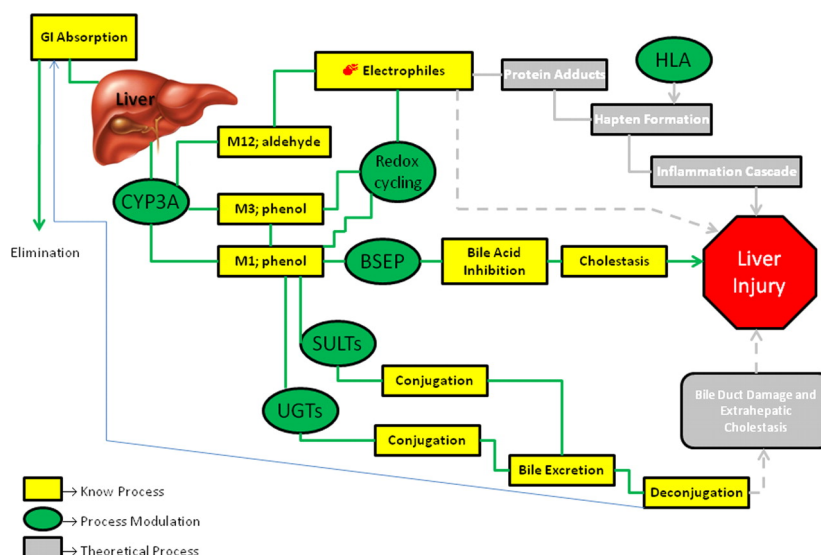 GI Absorption
Liver
Electrophiles
Protein Adducts
HLA
Hapten Formation
M12; aldehyde
Redox
cycling
Inflammation Cascade
CYP3A
M3; phenol
Elimination
M1; phenol
BSEP
Bile Acid
Inhibition
Cholestasis
Liver
Injury
SULTs
Conjugation
UGTs
Conjugation
Bile Duct Damage and
Extrahepatic
Cholestasis
Bile Excretion
Deconjugation
Know Process
Process Modulation
Theoretical Process